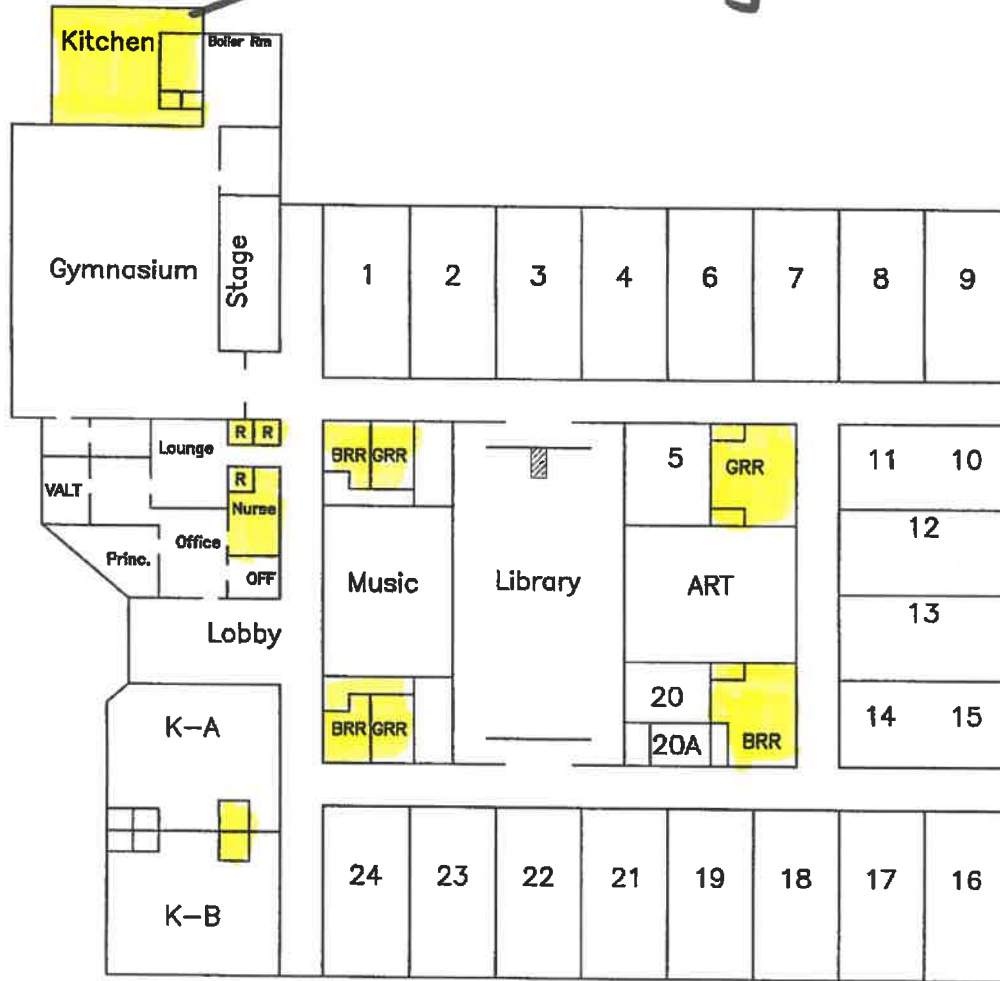 Kitchen
Boiler Rm
Gymnasium
Stage
1 2 3 4 6 7 8 9
R R
Lounge
BRR GRR
5
GRR
11 10
R
VALT
Nurse
12
Office
Princ.
OFF
Music
Library
ART
13
Lobby
20
14 15
K-A
BRR GRR
20A
BRR
24 23 22 21 19 18 17 16
K-B